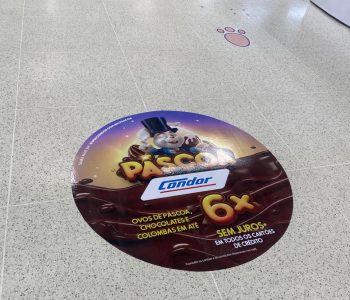 PÁSCOA
Condor
OVOS DE PÁSCOA,
CHOCOLATES E
COLOMBAS EM ATÉ
6x
SEM JUROS*
EM TODOS OS CARTÕES
DE CRÉDITO